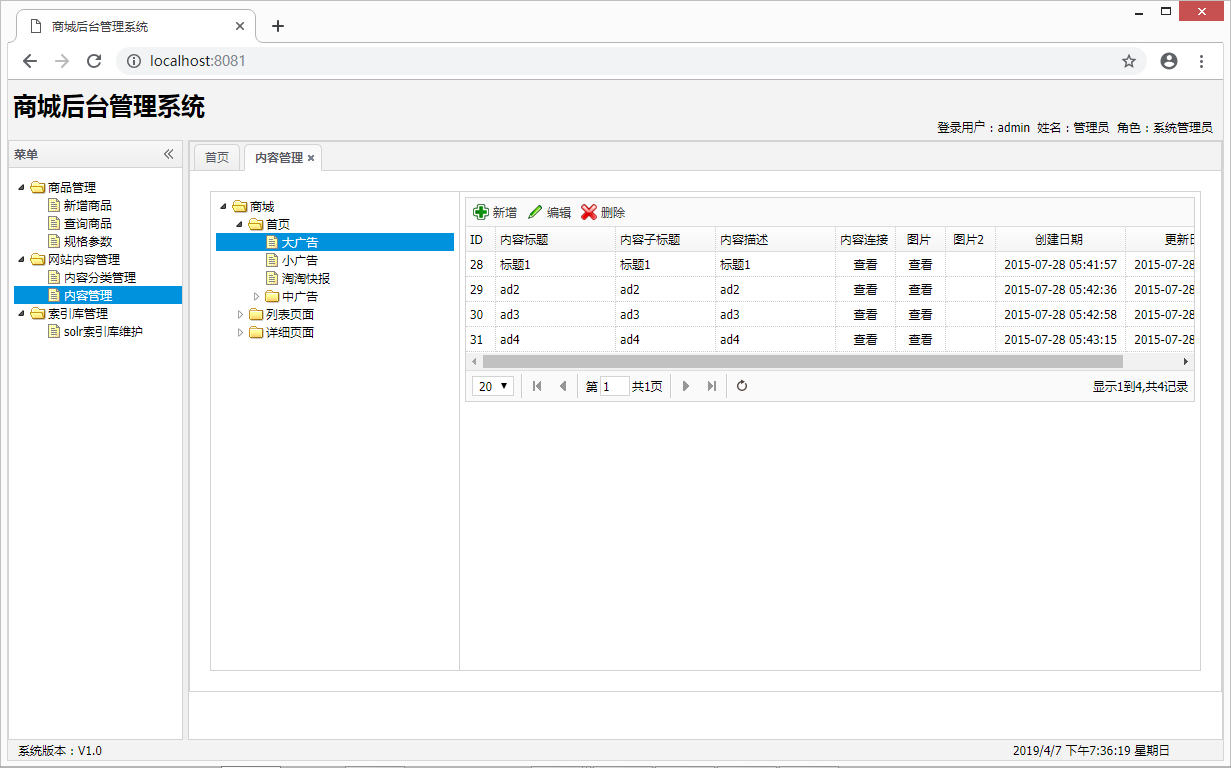 商城后台管理系统
localhost:8081
商城后台管理系统
登录用户：admin 姓名：管理员 角色：系统管理员
菜单
商品管理
新增商品
查询商品
规格参数
网站内容管理
内容分类管理
内容管理
索引库管理
solr索引库维护
首页 内容管理
商城
首页
大广告
小广告
淘淘快报
中广告
列表页面
详细页面
新增 编辑 删除
ID 内容标题 内容子标题 内容描述 内容连接 图片 图片2 创建日期 更新
28 标题1 标题1 标题1 查看 查看 2015-07-28 05:41:57 2015-07-28
29 ad2 ad2 ad2 查看 查看 2015-07-28 05:42:36 2015-07-28
30 ad3 ad3 ad3 查看 查看 2015-07-28 05:42:58 2015-07-28
31 ad4 ad4 ad4 查看 查看 2015-07-28 05:43:15 2015-07-28
20 第 1 共1页 显示1到4,共4记录
系统版本：V1.0 2019/4/7 下午7:36:19 星期日